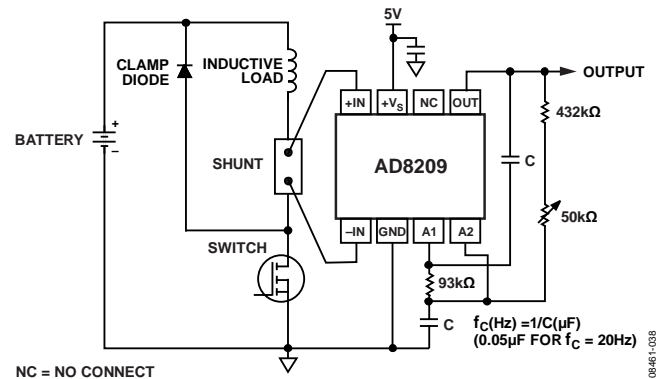 5V
CLAMP
DIODE
INDUCTIVE
LOAD
OUTPUT
+IN
+VS
NC
OUT
432kΩ
BATTERY
+
–
SHUNT
AD8209
C
50kΩ
–IN
GND
A1
A2
SWITCH
93kΩ
C
fC(Hz) =1/C(µF)
(0.05µF FOR fC = 20Hz)
NC = NO CONNECT
08461-038